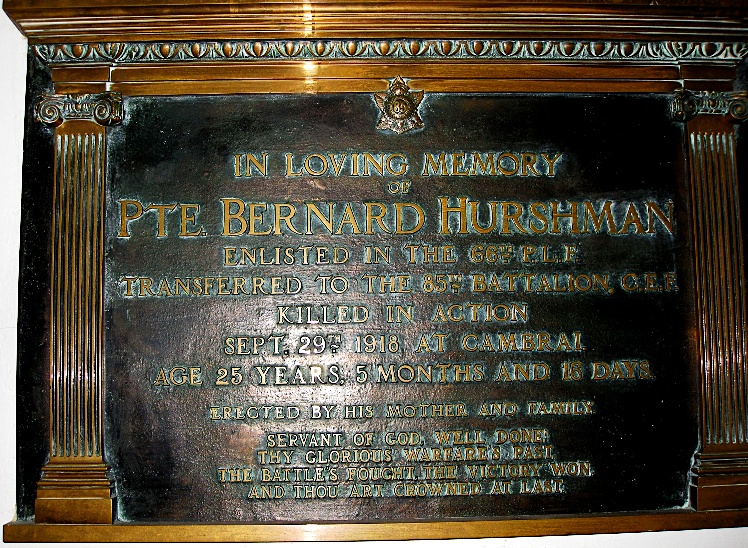 IN LOVING MEMORY
OF
PTE. BERNARD HURSHMAN
ENLISTED IN THE 66TH P.L.F.
TRANSFERRED TO THE 85TH BATTALION, C.E.F.
KILLED IN ACTION
SEPT. 29TH 1918, AT CAMBRAI
AGE 25 YEARS, 5 MONTHS AND 18 DAYS.
ERECTED BY HIS MOTHER AND FAMILY.
SERVANT OF GOD, WELL DONE,
THY GLORIOUS WARFARE'S PAST,
THE BATTLE'S FOUGHT, THE VICTORY WON
AND THOU ART CROWNED AT LAST.